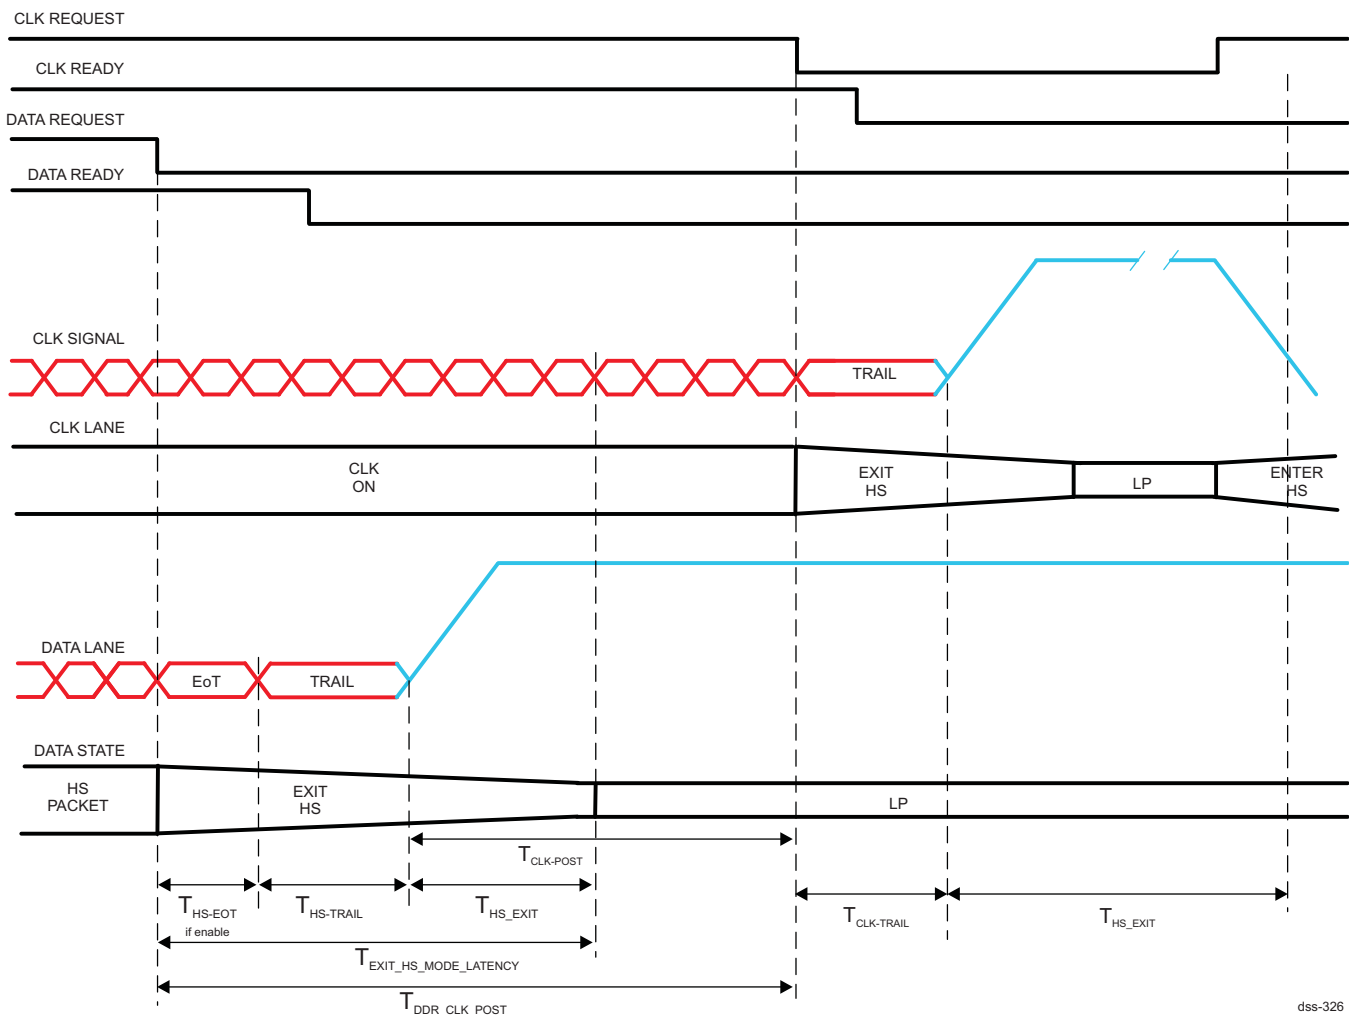 CLK REQUEST
CLK READY
DATA REQUEST
DATA READY
CLK SIGNAL
TRAIL
CLK LANE
CLK
ON
EXIT
HS
LP
ENTER
HS
DATA LANE
EoT
TRAIL
DATA STATE
HS
PACKET
EXIT
HS
LP
TCLK-POST
THS-EOT
if enable
THS-TRAIL
THS_EXIT
TCLK-TRAIL
THS_EXIT
TEXIT_HS_MODE_LATENCY
TDDR_CLK_POST
dss-326